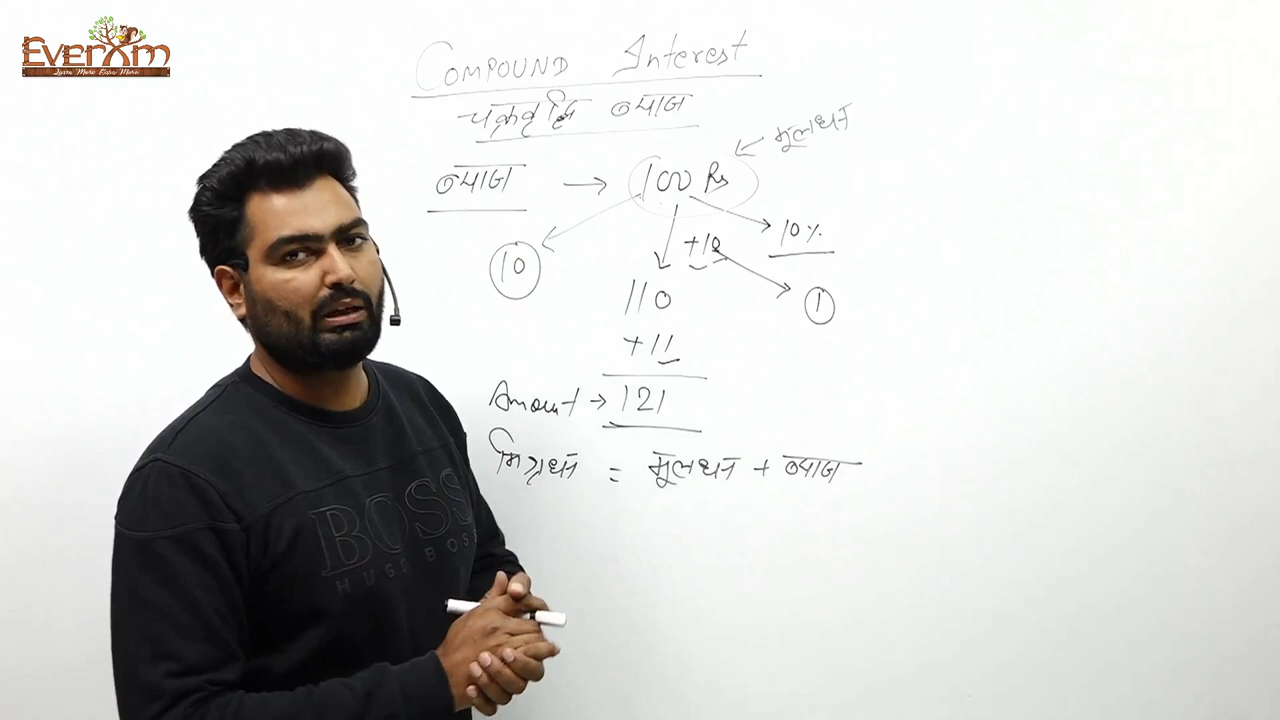 EVEREXAM
Learn More Earn More
COMPOUND Interest
चक्रवृद्धि ब्याज
मूलधन
ब्याज → 100 Rs
10%
+10
10
110
1
+11
Amount → 121
मिश्रधन = मूलधन + ब्याज
BOSS
HUGO BOSS